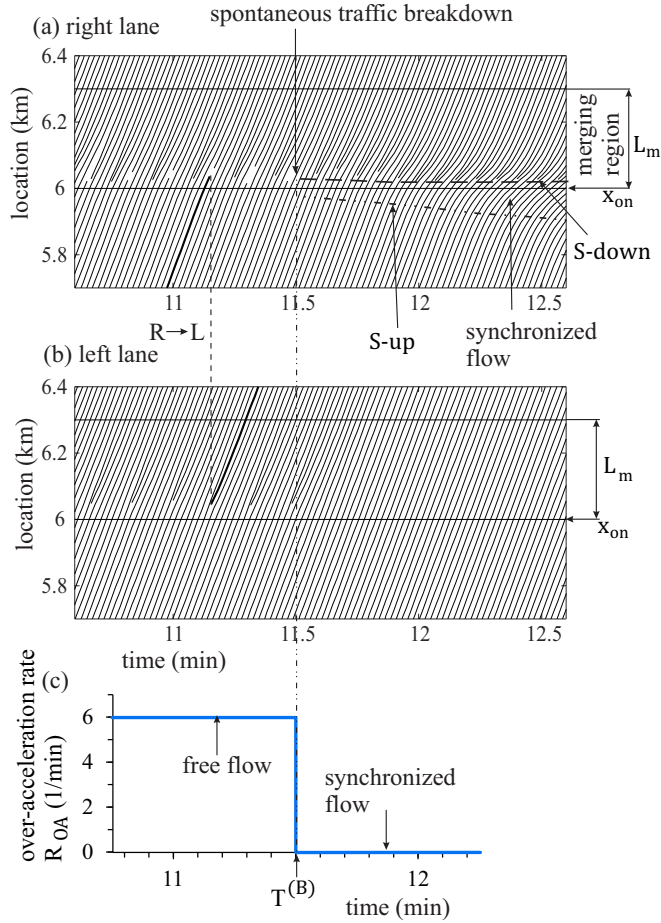 spontaneous traffic breakdown
(a) right lane
6.4
6.2
6
5.8
location (km)
merging
region
Lm
xon
S-down
11
11.5
12
12.5
R→L
S-up
synchronized
flow
(b) left lane
6.4
6.2
6
5.8
location (km)
Lm
xon
11
11.5
12
12.5
time (min)
(c)
over-acceleration rate
ROA (1/min)
6
4
2
0
free flow
synchronized
flow
11
T(B)
12
time (min)